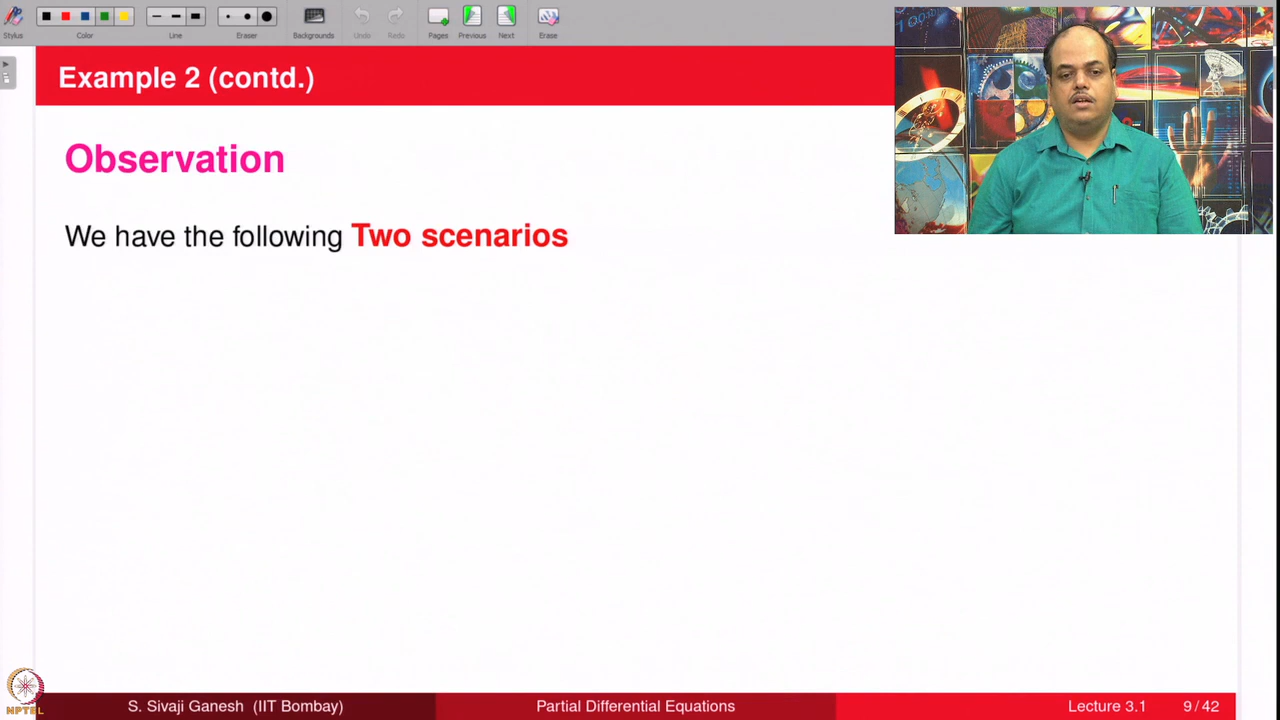 Stylus
Color
Line
Eraser
Backgrounds
Undo
Redo
Pages
Previous
Next
Erase
Example 2 (contd.)
Observation
We have the following Two scenarios
NPTEL
S. Sivaji Ganesh (IIT Bombay)
Partial Differential Equations
Lecture 3.1
9 / 42